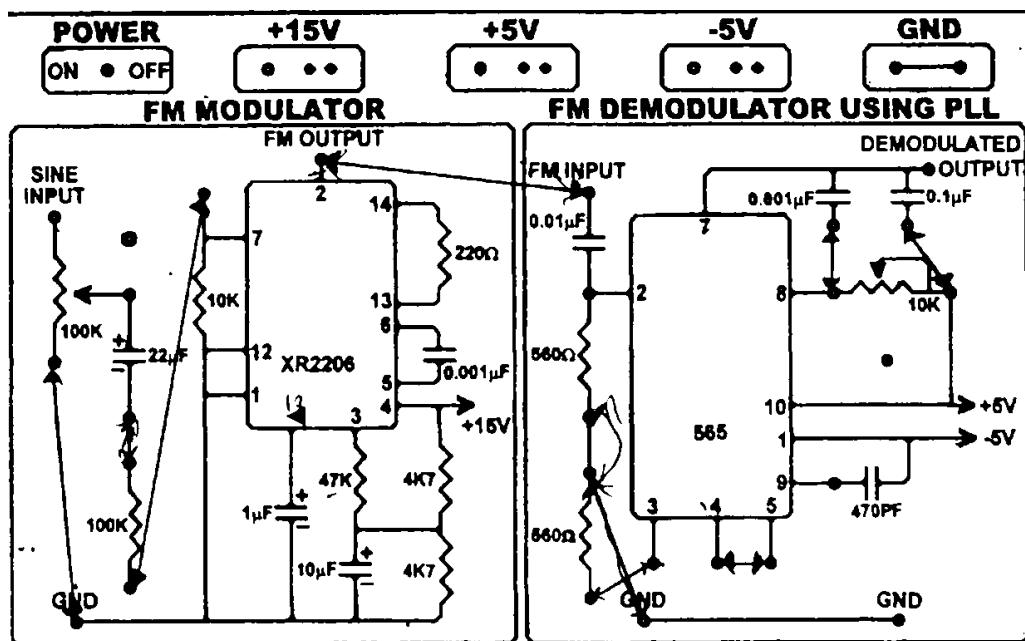 POWER +15V +5V -5V GND
ON OFF
FM MODULATOR FM DEMODULATOR USING PLL
FM OUTPUT
SINE
INPUT
2
14
7
220Ω
10K
13
100K
6
22µF
12
XR2206
0.001µF
5
1
4
+15V
13
3
47K
4K7
100K
1µF
10µF
4K7
GND
DEMODULATED
OUTPUT
FM INPUT
0.001µF
0.1µF
0.01µF
7
2
8
10K
560Ω
10
+5V
565
1
-5V
9
470PF
3
4
5
560Ω
GND
GND